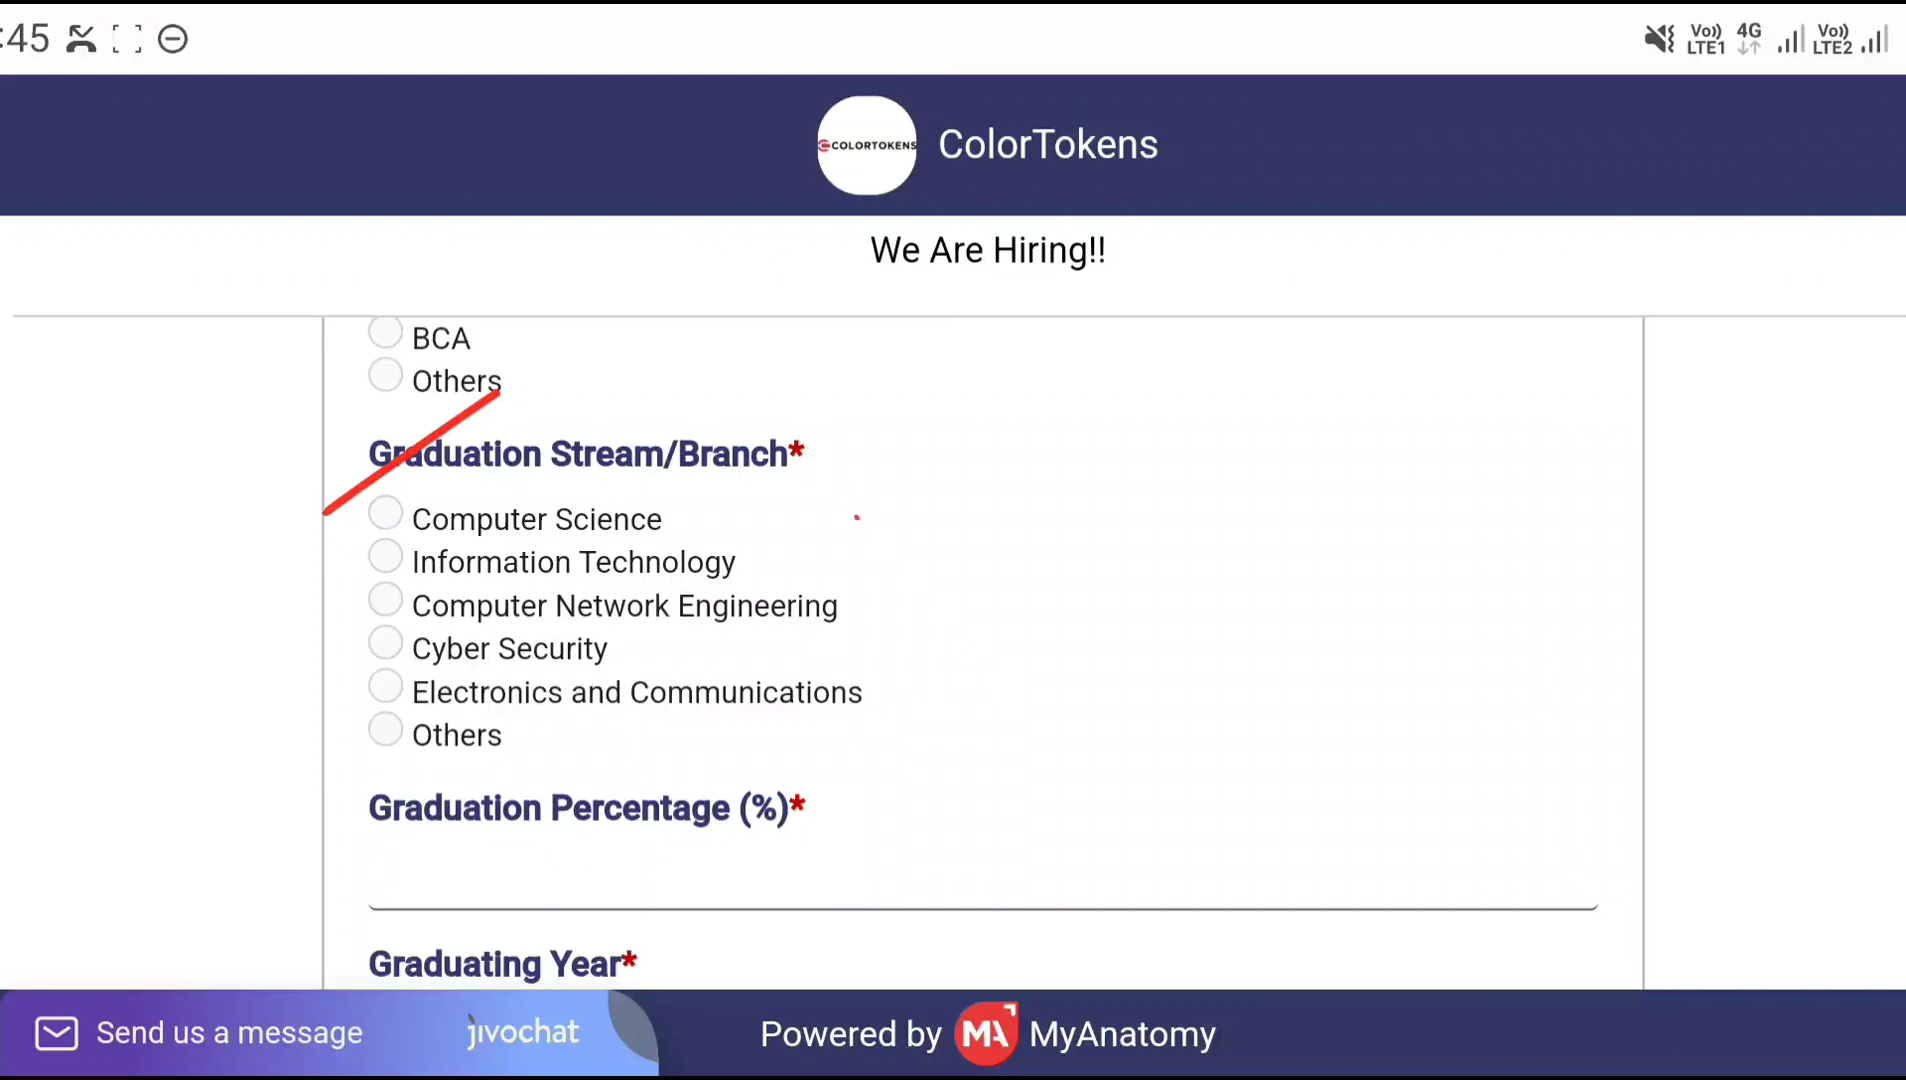 :45
Vo)) LTE1 4G Vo)) LTE2
COLORTOKENS ColorTokens
We Are Hiring!!
BCA
Others
Graduation Stream/Branch*
Computer Science
Information Technology
Computer Network Engineering
Cyber Security
Electronics and Communications
Others
Graduation Percentage (%)*
Graduating Year*
Send us a message jivochat
Powered by MA MyAnatomy